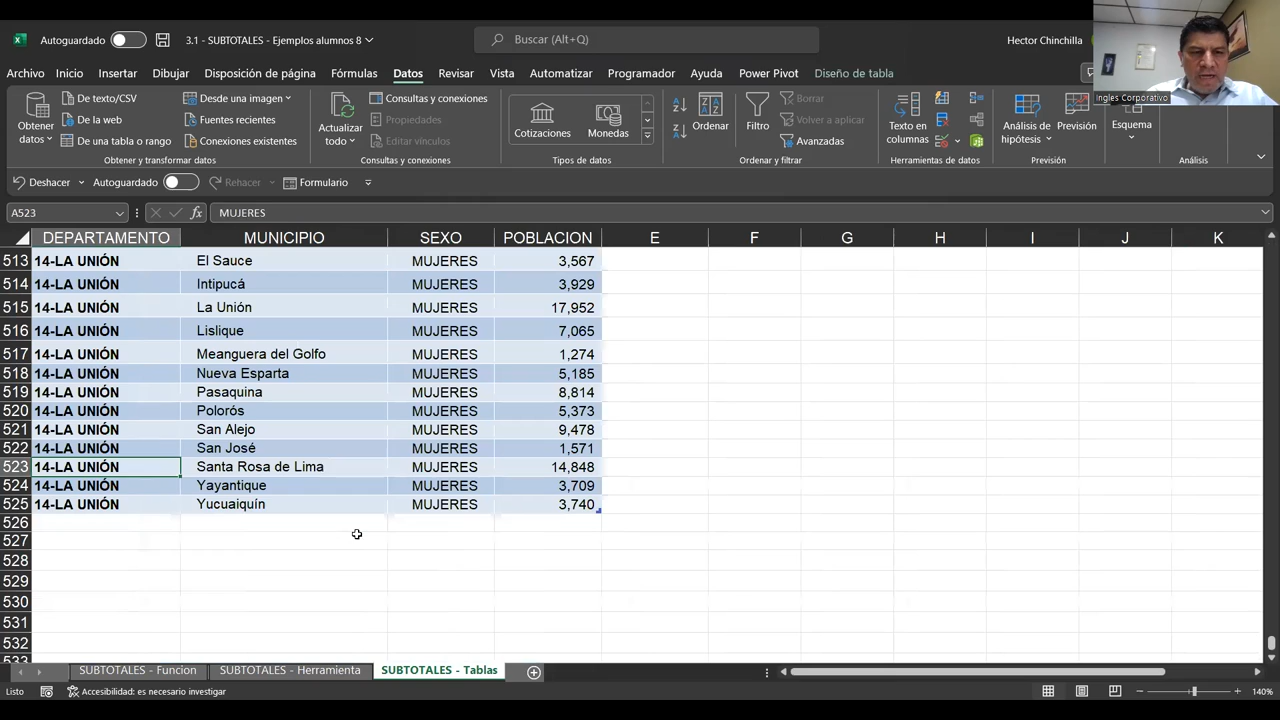 Autoguardado
3.1 - SUBTOTALES - Ejemplos alumnos 8
Buscar (Alt+Q)
Hector Chinchilla
Ingles Corporativo
Archivo Inicio Insertar Dibujar Disposición de página Fórmulas Datos Revisar Vista Automatizar Programador Ayuda Power Pivot Diseño de tabla
Obtener datos
De texto/CSV
De la web
De una tabla o rango
Desde una imagen
Fuentes recientes
Conexiones existentes
Obtener y transformar datos
Actualizar todo
Consultas y conexiones
Propiedades
Editar vínculos
Consultas y conexiones
Cotizaciones
Monedas
Tipos de datos
Ordenar
Filtro
Borrar
Volver a aplicar
Avanzadas
Ordenar y filtrar
Texto en columnas
Herramientas de datos
Análisis de hipótesis
Previsión
Previsión
Esquema
Análisis
Deshacer Autoguardado Rehacer Formulario
A523 fx MUJERES
DEPARTAMENTO MUNICIPIO SEXO POBLACION E F G H I J K
513 14-LA UNIÓN El Sauce MUJERES 3,567
514 14-LA UNIÓN Intipucá MUJERES 3,929
515 14-LA UNIÓN La Unión MUJERES 17,952
516 14-LA UNIÓN Lislique MUJERES 7,065
517 14-LA UNIÓN Meanguera del Golfo MUJERES 1,274
518 14-LA UNIÓN Nueva Esparta MUJERES 5,185
519 14-LA UNIÓN Pasaquina MUJERES 8,814
520 14-LA UNIÓN Polorós MUJERES 5,373
521 14-LA UNIÓN San Alejo MUJERES 9,478
522 14-LA UNIÓN San José MUJERES 1,571
523 14-LA UNIÓN Santa Rosa de Lima MUJERES 14,848
524 14-LA UNIÓN Yayantique MUJERES 3,709
525 14-LA UNIÓN Yucuaiquín MUJERES 3,740
526
527
528
529
530
531
532
533
SUBTOTALES - Funcion SUBTOTALES - Herramienta SUBTOTALES - Tablas
Listo Accesibilidad: es necesario investigar 140%